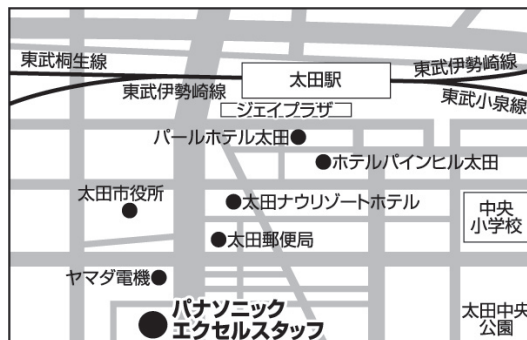 東武桐生線
東武伊勢崎線
太田駅
東武伊勢崎線
東武小泉線
ジェイプラザ
パールホテル太田
ホテルパインヒル太田
太田市役所
太田ナウリゾートホテル
中央
小学校
太田郵便局
ヤマダ電機
パナソニック
エクセルスタッフ
太田中央
公園